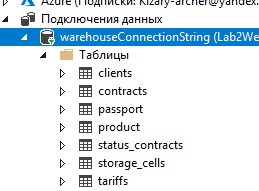 Azure (Подписки: Kizary-archer@yandex.
Подключения данных
warehouseConnectionString (Lab2We
Таблицы
clients
contracts
passport
product
status_contracts
storage_cells
tariffs